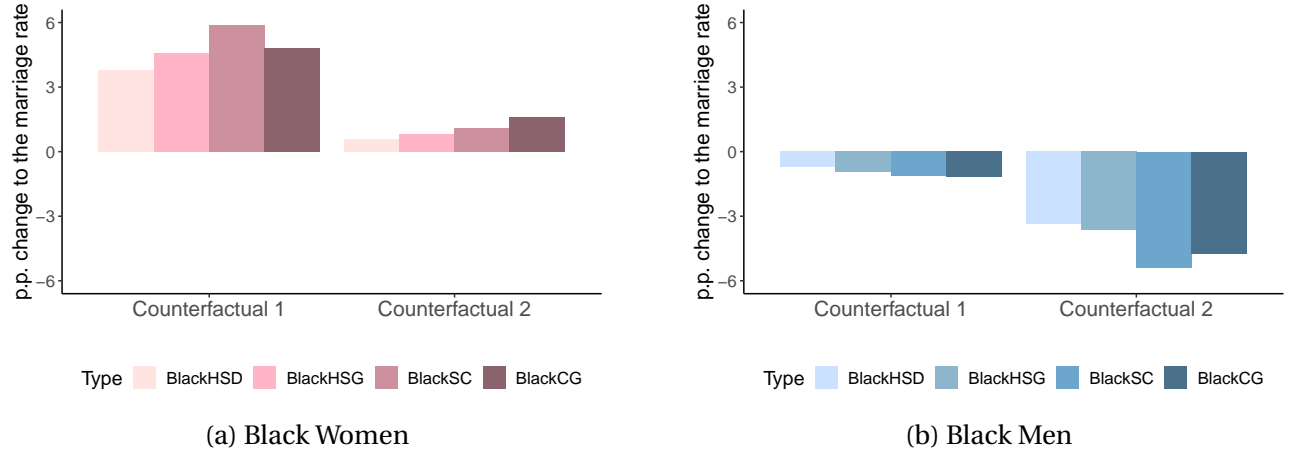 p.p. change to the marriage rate
6
3
0
−3
−6
Counterfactual 1
Counterfactual 2
Type BlackHSD BlackHSG BlackSC BlackCG
(a) Black Women
p.p. change to the marriage rate
6
3
0
−3
−6
Counterfactual 1
Counterfactual 2
Type BlackHSD BlackHSG BlackSC BlackCG
(b) Black Men